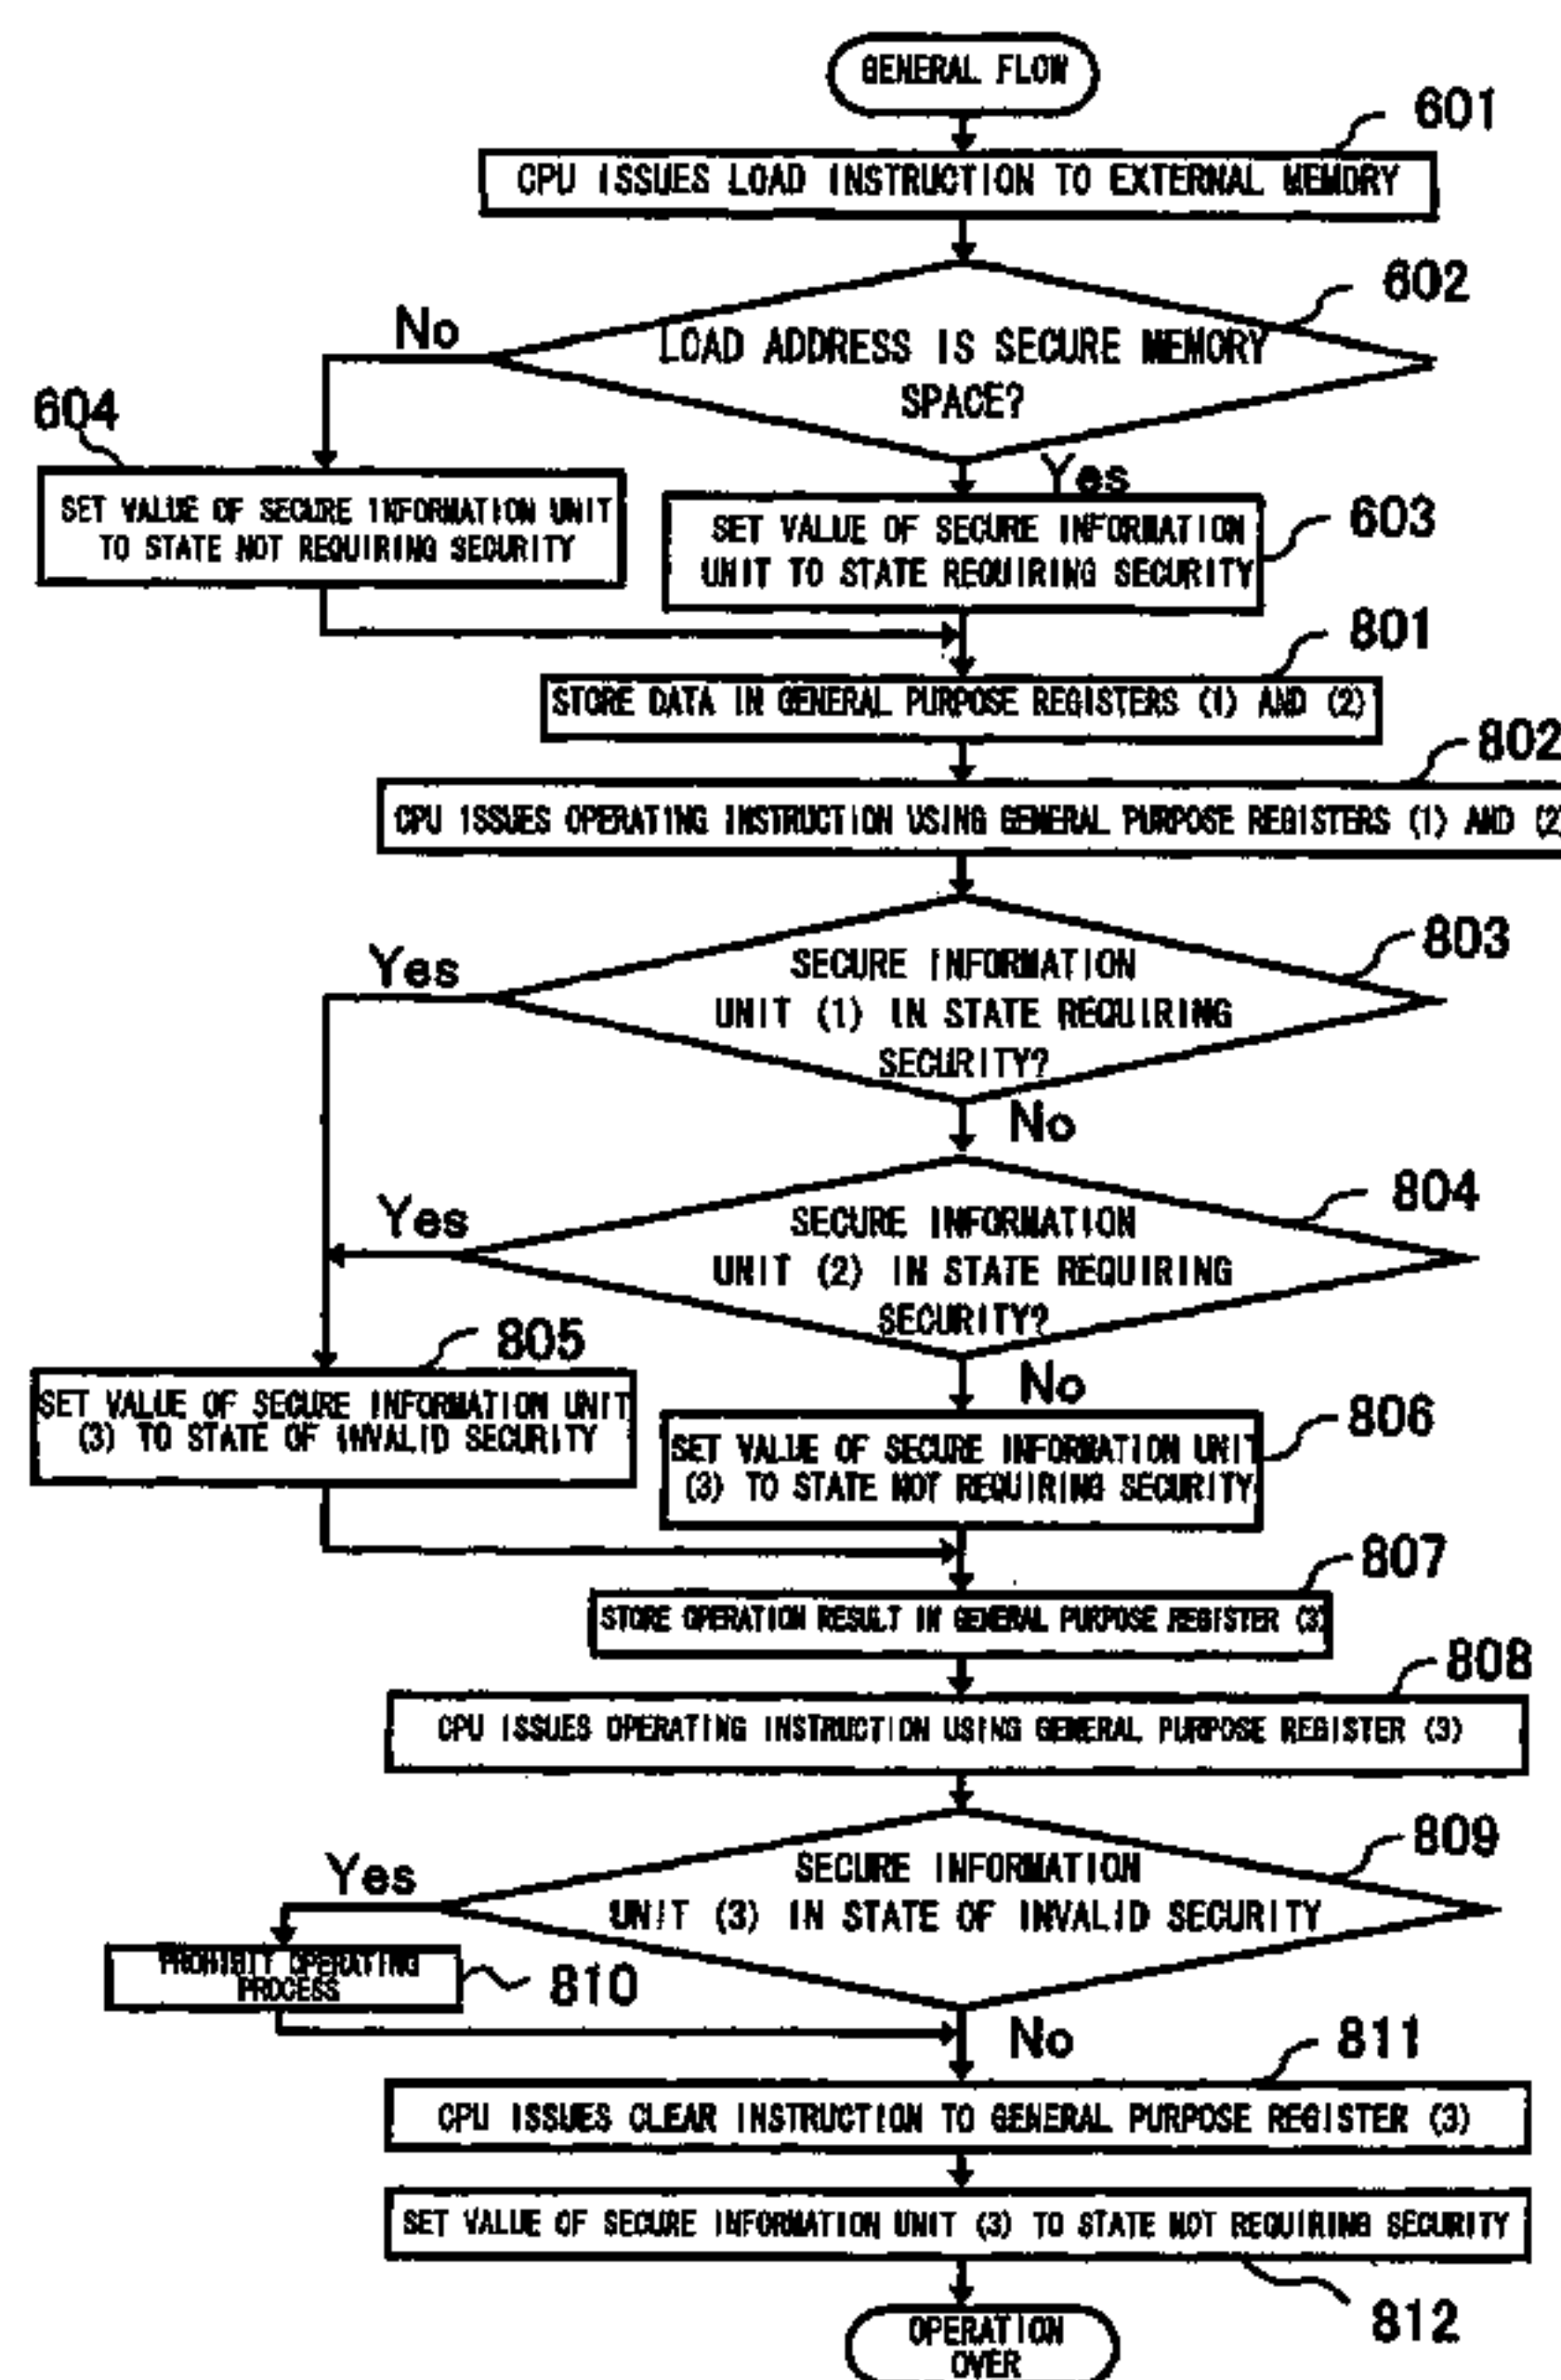 GENERAL FLOW
601
CPU ISSUES LOAD INSTRUCTION TO EXTERNAL MEMORY
602
No
LOAD ADDRESS IS SECURE MEMORY
SPACE?
604
Yes
SET VALUE OF SECURE INFORMATION UNIT
TO STATE NOT REQUIRING SECURITY
SET VALUE OF SECURE INFORMATION
UNIT TO STATE REQUIRING SECURITY
603
801
STORE DATA IN GENERAL PURPOSE REGISTERS (1) AND (2)
802
CPU ISSUES OPERATING INSTRUCTION USING GENERAL PURPOSE REGISTERS (1) AND (2)
803
Yes
SECURE INFORMATION
UNIT (1) IN STATE REQUIRING
SECURITY?
No
804
Yes
SECURE INFORMATION
UNIT (2) IN STATE REQUIRING
SECURITY?
805
No
SET VALUE OF SECURE INFORMATION UNIT
(3) TO STATE OF INVALID SECURITY
806
SET VALUE OF SECURE INFORMATION UNIT
(3) TO STATE NOT REQUIRING SECURITY
807
STORE OPERATION RESULT IN GENERAL PURPOSE REGISTER (3)
808
CPU ISSUES OPERATING INSTRUCTION USING GENERAL PURPOSE REGISTER (3)
809
Yes
SECURE INFORMATION
UNIT (3) IN STATE OF INVALID SECURITY
PROHIBIT OPERATING
PROCESS
810
No
811
CPU ISSUES CLEAR INSTRUCTION TO GENERAL PURPOSE REGISTER (3)
SET VALUE OF SECURE INFORMATION UNIT (3) TO STATE NOT REQUIRING SECURITY
812
OPERATION
OVER